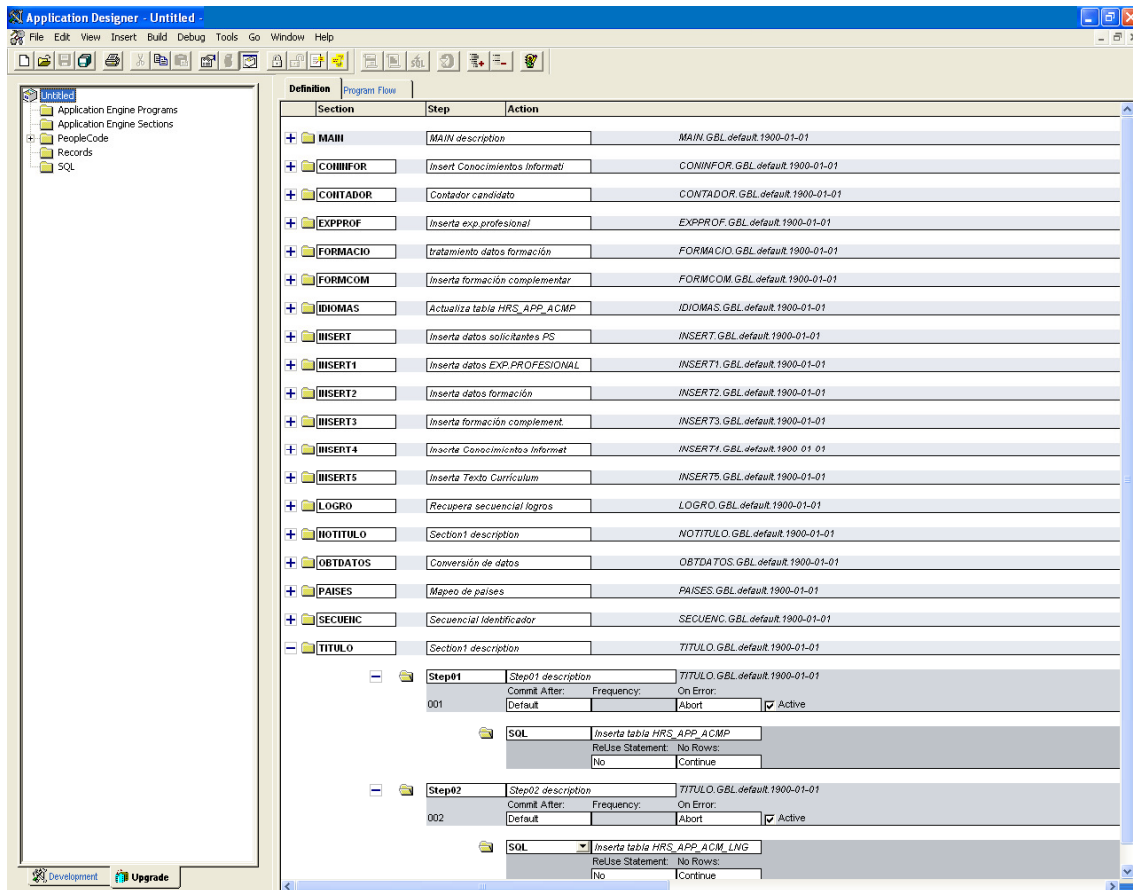 Application Designer - Untitled -
File Edit View Insert Build Debug Tools Go Window Help
Untitled
Application Engine Programs
Application Engine Sections
PeopleCode
Records
SQL
Definition Program Flow
Section Step Action
MAIN MAIN description MAIN.GBL.default.1900-01-01
CONINFOR Insert Conocimientos Informati CONINFOR.GBL.default.1900-01-01
CONTADOR Contador candidato CONTADOR.GBL.default.1900-01-01
EXPPROF Inserta exp.profesional EXPPROF.GBL.default.1900-01-01
FORMACIO tratamiento datos formación FORMACIO.GBL.default.1900-01-01
FORMCOM Inserta formación complementar FORMCOM.GBL.default.1900-01-01
IDIOMAS Actualiza tabla HRS_APP_ACMP IDIOMAS.GBL.default.1900-01-01
INSERT Inserta datos solicitantes PS INSERT.GBL.default.1900-01-01
INSERT1 Inserta datos EXP.PROFESIONAL INSERT1.GBL.default.1900-01-01
INSERT2 Inserta datos formación INSERT2.GBL.default.1900-01-01
INSERT3 Inserta formación complement. INSERT3.GBL.default.1900-01-01
INSERT4 Inserta Conocimientos Informat INSERT4.GBL.default.1900-01-01
INSERT5 Inserta Texto Currículum INSERT5.GBL.default.1900-01-01
LOGRO Recupera secuencial logros LOGRO.GBL.default.1900-01-01
NOTITULO Section1 description NOTITULO.GBL.default.1900-01-01
OBTDATOS Conversión de datos OBTDATOS.GBL.default.1900-01-01
PAISES Mapeo de países PAISES.GBL.default.1900-01-01
SECUENC Secuencial Identificador SECUENC.GBL.default.1900-01-01
TITULO Section1 description TITULO.GBL.default.1900-01-01
Step01 Step01 description TITULO.GBL.default.1900-01-01
Commit After: Frequency: On Error:
001 Default Abort Active
SQL Inserta tabla HRS_APP_ACMP
ReUse Statement: No Rows:
No Continue
Step02 Step02 description TITULO.GBL.default.1900-01-01
Commit After: Frequency: On Error:
002 Default Abort Active
SQL Inserta tabla HRS_APP_ACM_LNG
ReUse Statement: No Rows:
No Continue
Development Upgrade